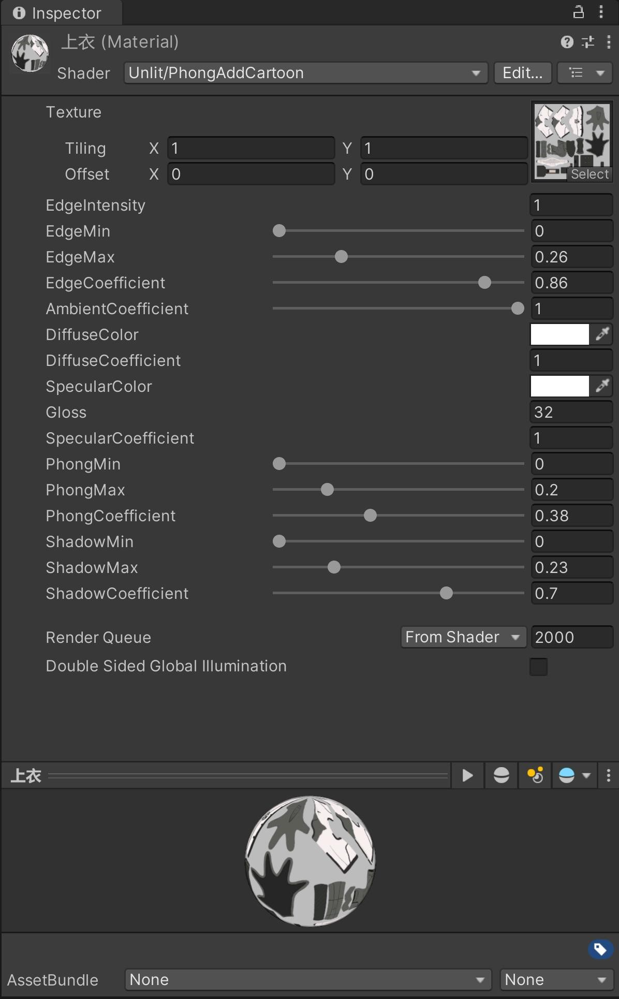 Inspector
上衣 (Material)
Shader Unlit/PhongAddCartoon Edit...
Texture
Tiling X 1 Y 1
Offset X 0 Y 0
Select
EdgeIntensity 1
EdgeMin 0
EdgeMax 0.26
EdgeCoefficient 0.86
AmbientCoefficient 1
DiffuseColor
DiffuseCoefficient 1
SpecularColor
Gloss 32
SpecularCoefficient 1
PhongMin 0
PhongMax 0.2
PhongCoefficient 0.38
ShadowMin 0
ShadowMax 0.23
ShadowCoefficient 0.7
Render Queue From Shader 2000
Double Sided Global Illumination
上衣
AssetBundle None None